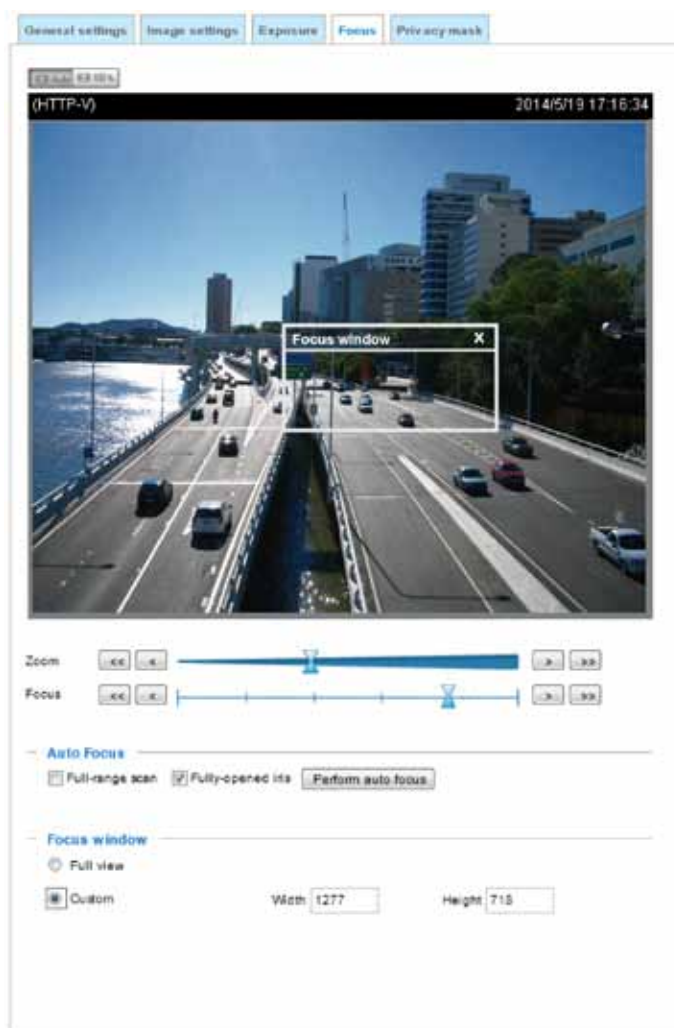 General settings Image settings Exposure Focus Privacy mask
(HTTP-V) 2014/5/19 17:16:34
Focus window X
Zoom << < > >>
Focus << < > >>
Auto Focus
Full-range scan Fully-opened iris Perform auto focus
Focus window
Full view
Custom Width 1277 Height 718